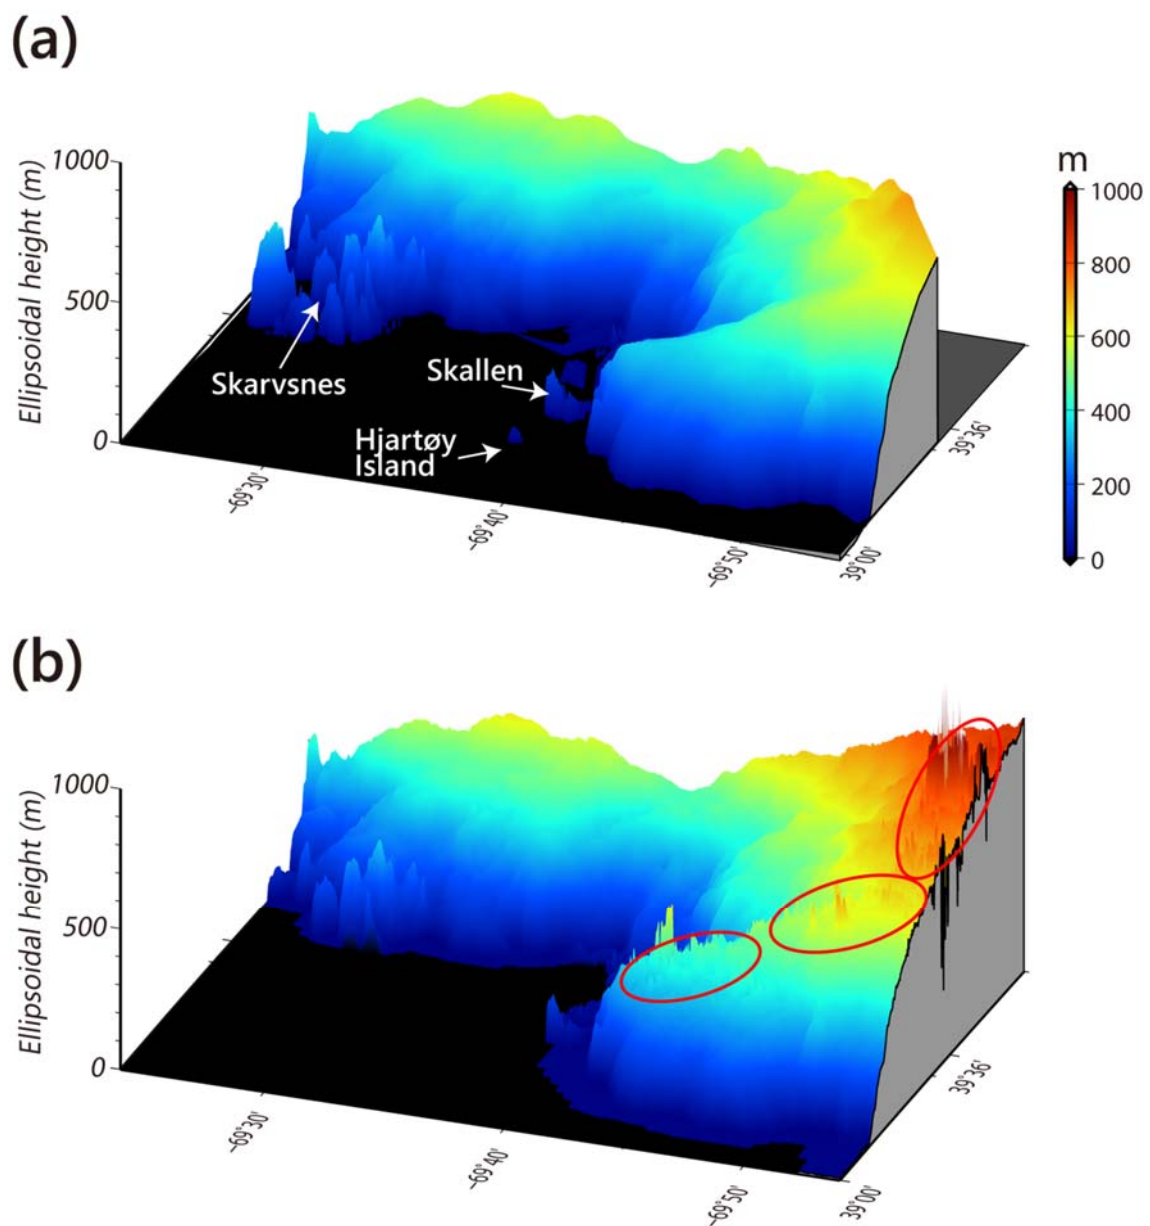 (a)
Ellipsoidal height (m)
1000
500
0
Skarvsnes
Skallen
Hjartøy
Island
-69°30'
-69°40'
-69°50'
39°00'
39°36'
m
1000
800
600
400
200
0
(b)
Ellipsoidal height (m)
1000
500
0
-69°30'
-69°40'
-69°50'
39°00'
39°36'